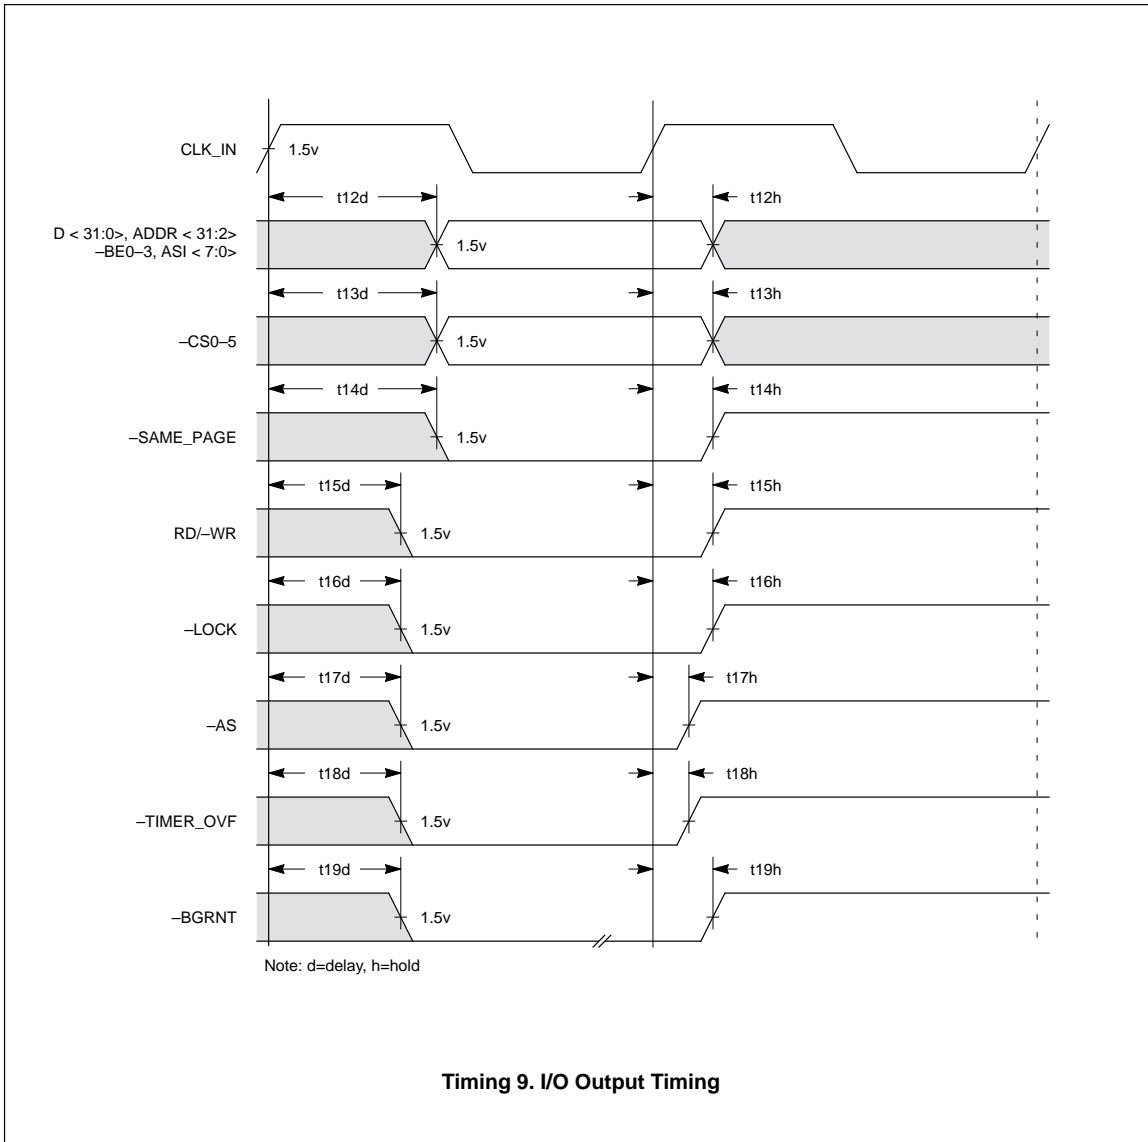 CLK_IN
1.5v
t12d
t12h
D < 31:0>, ADDR < 31:2>
–BE0–3, ASI < 7:0>
1.5v
t13d
t13h
–CS0–5
1.5v
t14d
t14h
–SAME_PAGE
1.5v
t15d
t15h
RD/–WR
1.5v
t16d
t16h
–LOCK
1.5v
t17d
t17h
–AS
1.5v
t18d
t18h
–TIMER_OVF
1.5v
t19d
t19h
–BGRNT
1.5v
Note: d=delay, h=hold
Timing 9. I/O Output Timing